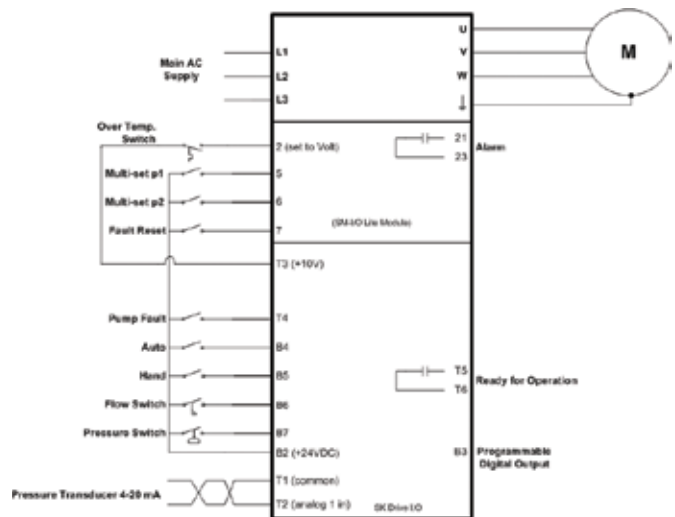 U
L1
V
M
Main AC
Supply
L2
W
L3
Over Temp.
Switch
2 (set to Volt)
21
Alarm
23
Multi-set p1
5
Multi-set p2
6
(SM-I/O Lite Module)
Fault Reset
7
T3 (+10V)
Pump Fault
T4
Auto
B4
T5
Ready for Operation
Hand
B5
T6
Flow Switch
B6
Pressure Switch
B7
B2 (+24VDC)
B3
Programmable
Digital Output
T1 (common)
Pressure Transducer 4-20 mA
T2 (analog 1 in)
SK Drive I/O